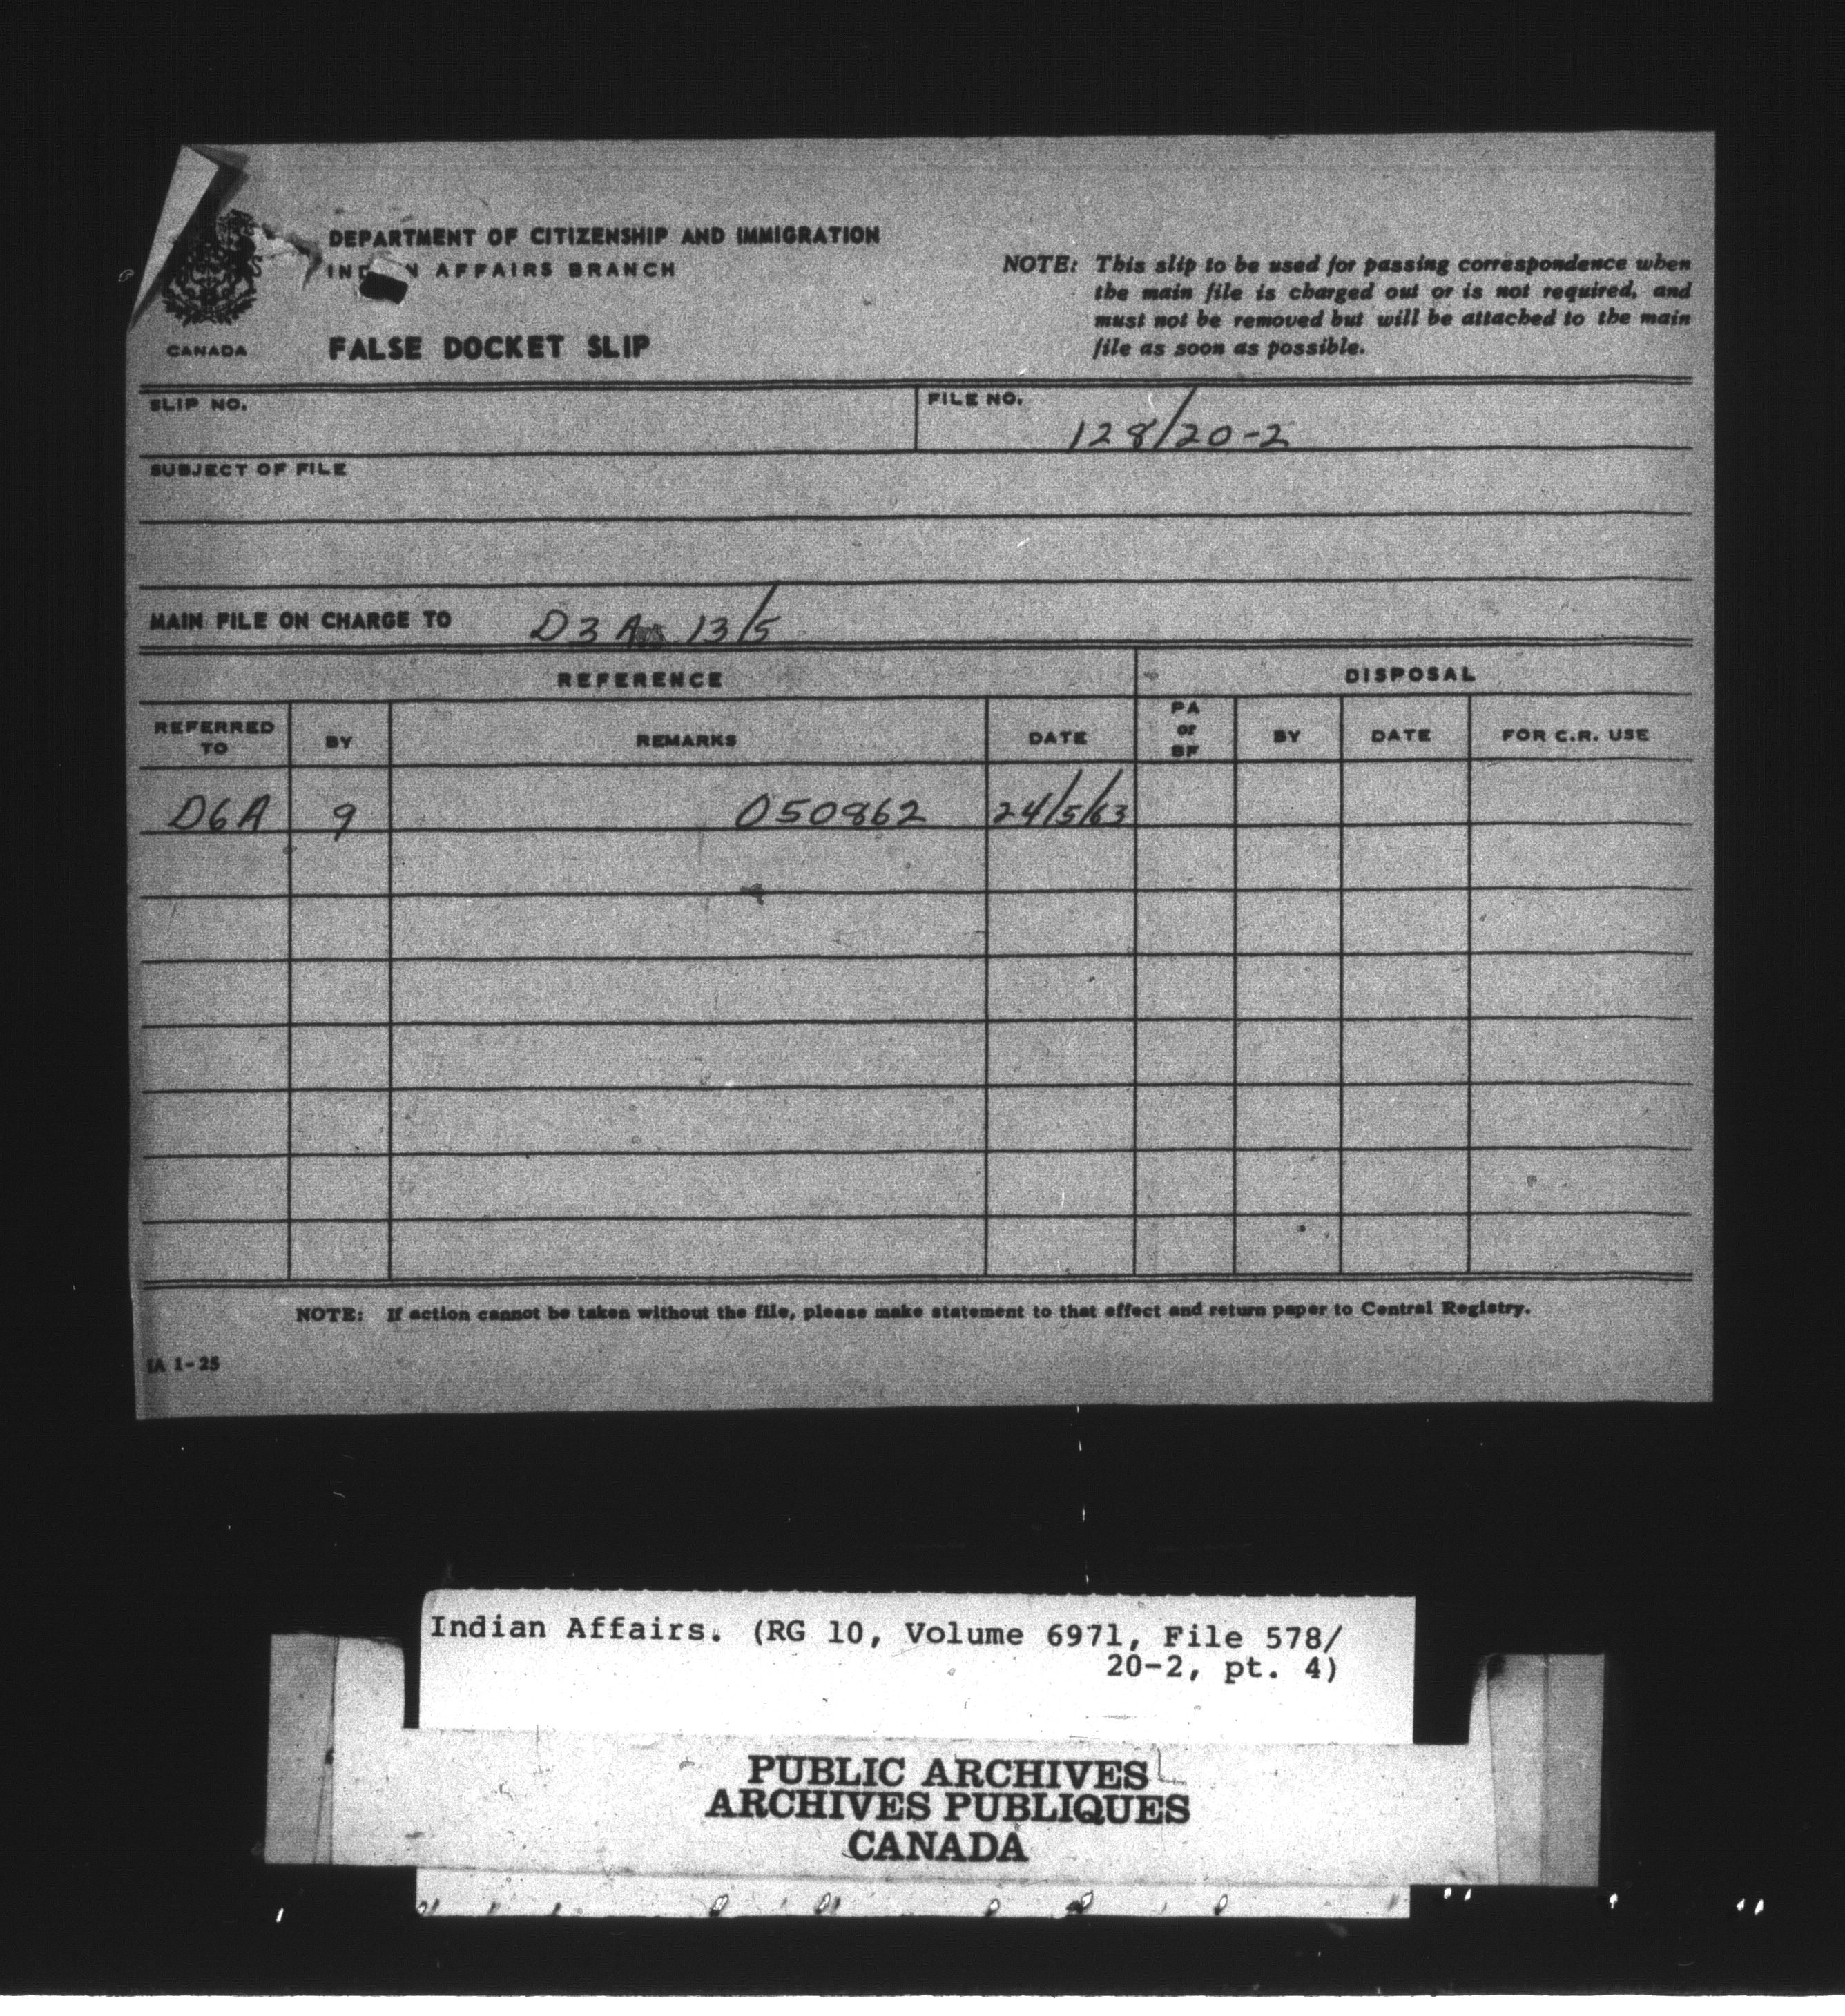 DEPARTMENT OF CITIZENSHIP AND IMMIGRATION
IND N AFFAIRS BRANCH
CANADA
FALSE DOCKET SLIP
NOTE: This slip to be used for passing correspondence when
the main file is charged out or is not required, and
must not be removed but will be attached to the main
file as soon as possible.
SLIP NO.
FILE NO.
128/20-2
SUBJECT OF FILE
MAIN FILE ON CHARGE TO D3A 13/5
REFERENCE DISPOSAL
REFERRED TO BY REMARKS DATE PA or BF BY DATE FOR C.R. USE
D6A 9 050862 24/5/63
NOTE: If action cannot be taken without the file, please make statement to that effect and return paper to Central Registry.
IA 1-25
Indian Affairs. (RG 10, Volume 6971, File 578/
20-2, pt. 4)
PUBLIC ARCHIVES
ARCHIVES PUBLIQUES
CANADA